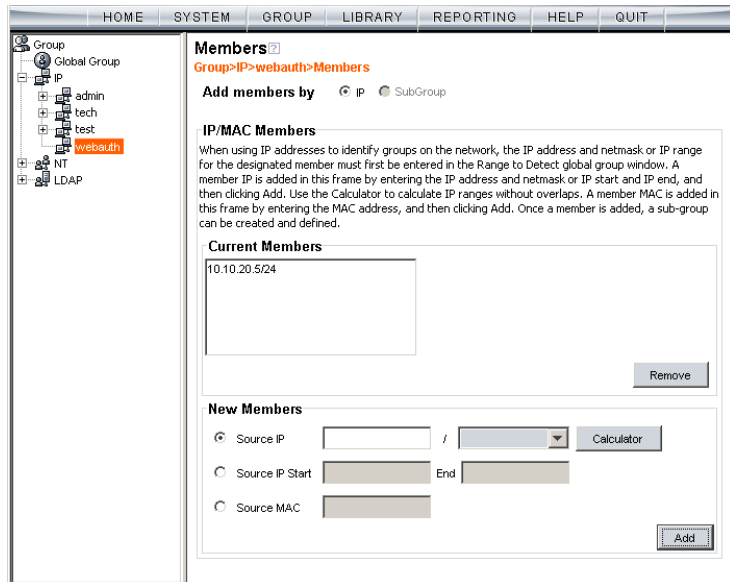 HOME SYSTEM GROUP LIBRARY REPORTING HELP QUIT
Group
Global Group
IP
admin
tech
test
webauth
NT
LDAP
Members?
Group>IP>webauth>Members
Add members by IP SubGroup
IP/MAC Members
When using IP addresses to identify groups on the network, the IP address and netmask or IP range
for the designated member must first be entered in the Range to Detect global group window. A
member IP is added in this frame by entering the IP address and netmask or IP start and IP end, and
then clicking Add. Use the Calculator to calculate IP ranges without overlaps. A member MAC is added in
this frame by entering the MAC address, and then clicking Add. Once a member is added, a sub-group
can be created and defined.
Current Members
10.10.20.5/24
Remove
New Members
Source IP / Calculator
Source IP Start End
Source MAC
Add